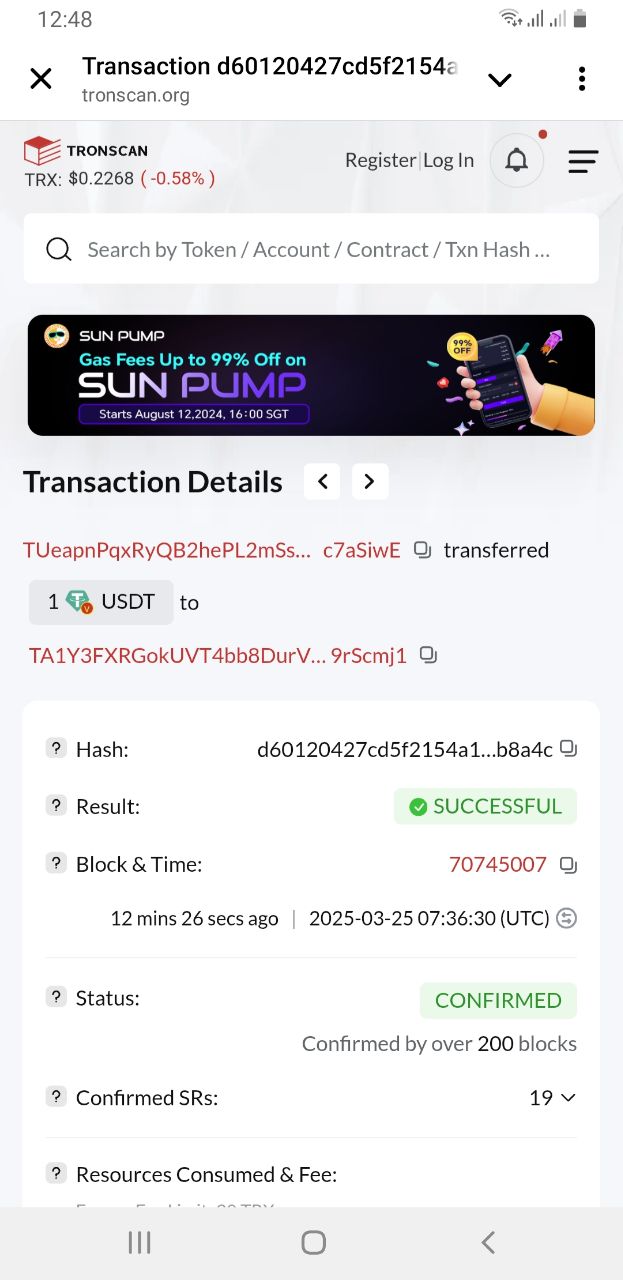 12:48
Transaction d60120427cd5f2154a
tronscan.org
TRONSCAN
TRX: $0.2268 ( -0.58% )
Register | Log In
Search by Token / Account / Contract / Txn Hash ...
SUN PUMP
Gas Fees Up to 99% Off on
SUN PUMP
Starts August 12,2024, 16:00 SGT
99%
OFF
Transaction Details
TUeapnPqxRyQB2hePL2mSs... c7aSiwE transferred
1 USDT to
TA1Y3FXRGokUVT4bb8DurV... 9rScmj1
? Hash: d60120427cd5f2154a1...b8a4c
? Result: SUCCESSFUL
? Block & Time: 70745007
12 mins 26 secs ago | 2025-03-25 07:36:30 (UTC)
? Status: CONFIRMED
Confirmed by over 200 blocks
? Confirmed SRs: 19
? Resources Consumed & Fee: